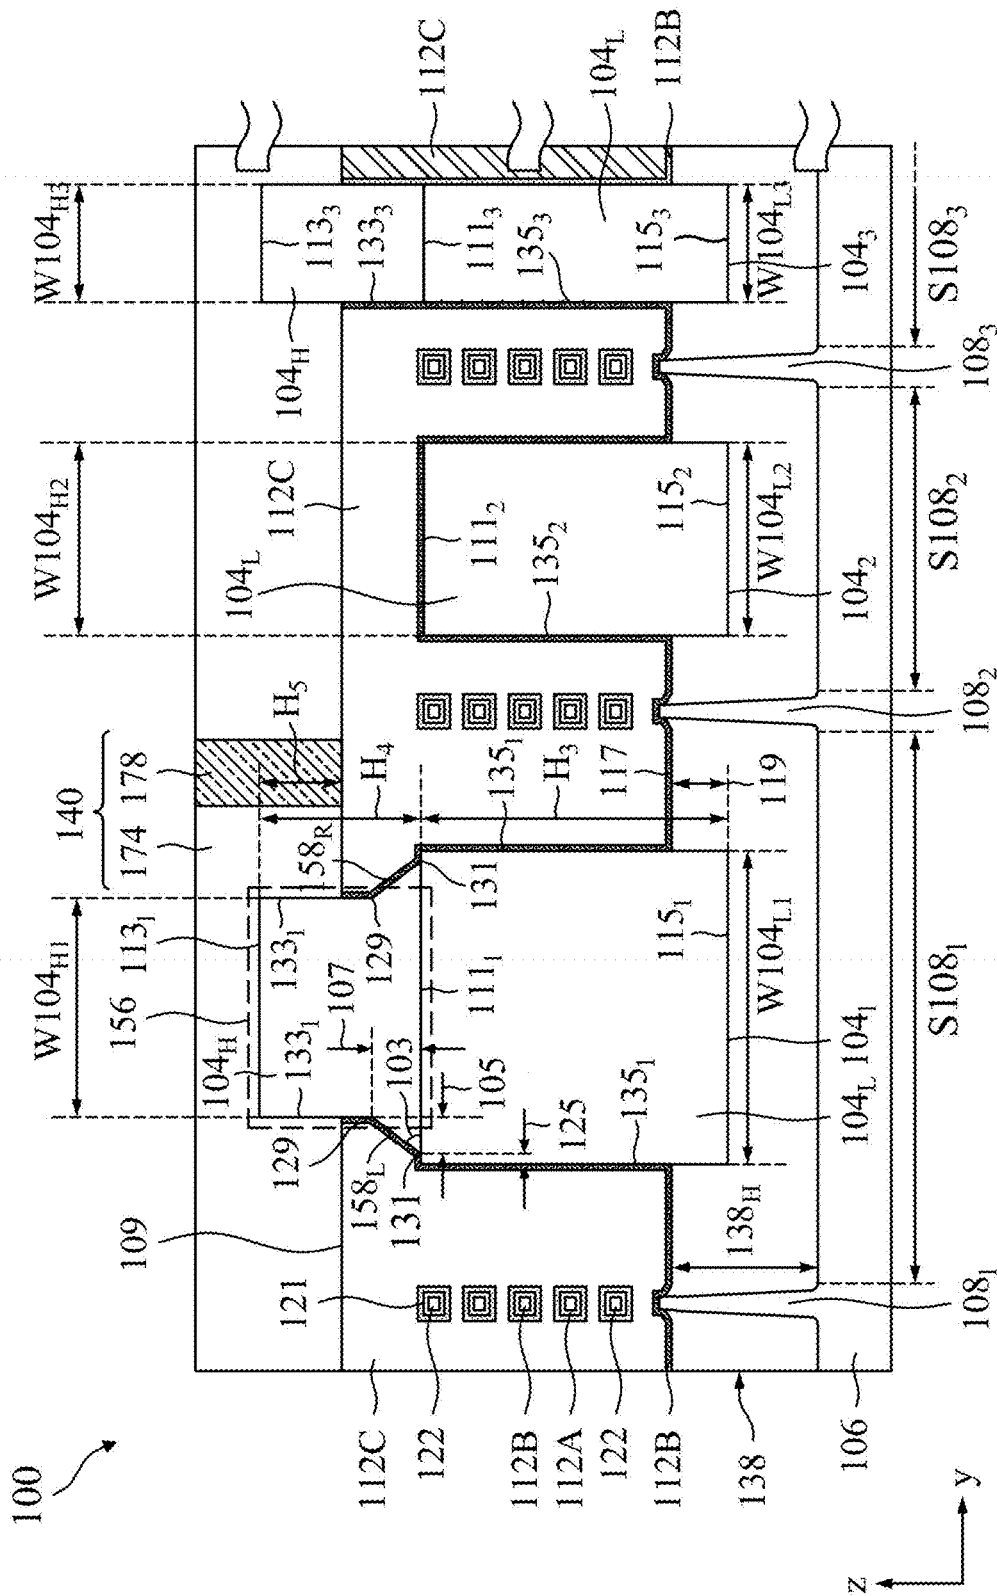 100
W104H1
W104H2
W104H3
140
156
113₁
174
178
109
104H
133₁
133₁
107
H5
104L
112C
104H
113₃
133₃
112C
121
129
158L
131
103
129
158R
131
H4
111₁
105
125
135₁
H3
111₂
111₃
135₃
104L
112C
122
112B
112A
122
112B
135₁
117
135₂
115₂
115₃
112B
138
138H
104L
104₁
W104L1
115₁
119
104₂
W104L2
W104L3
104₃
106
108₁
S108₁
108₂
S108₂
108₃
S108₃
z
y